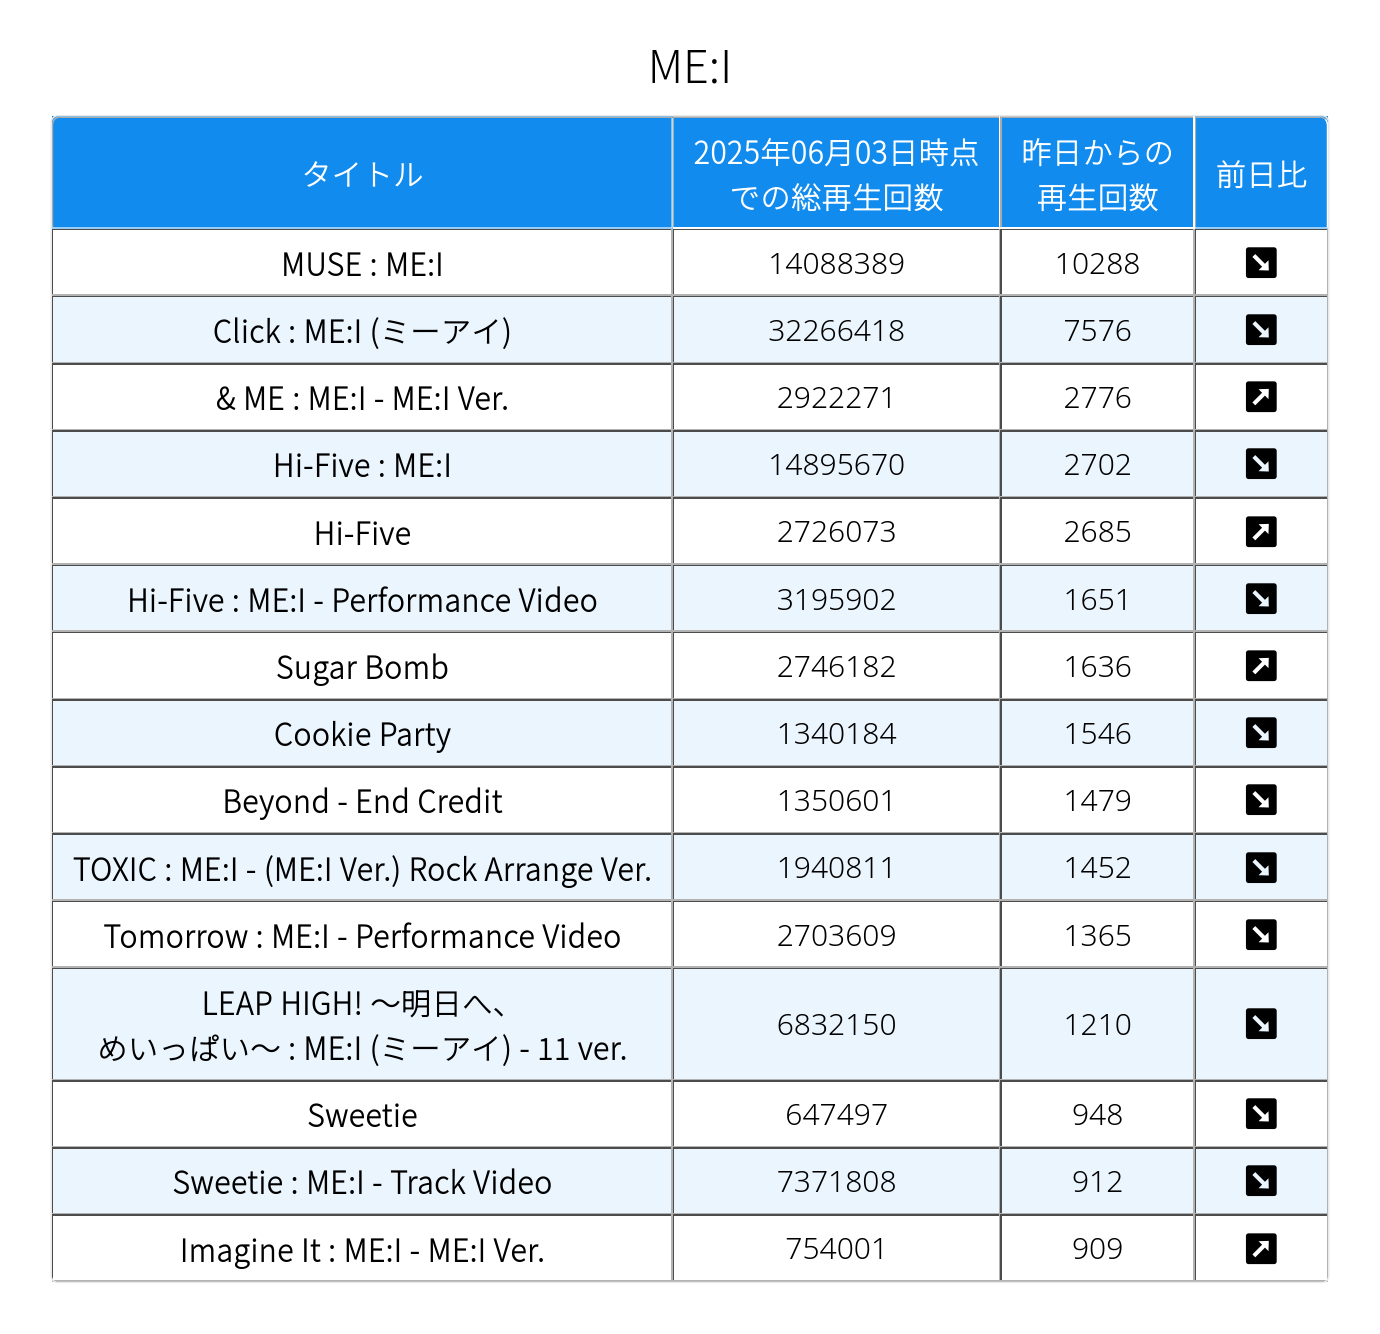 ME:I
タイトル
2025年06月03日時点
での総再生回数
昨日からの
再生回数
前日比
MUSE : ME:I 14088389 10288 ↘
Click : ME:I (ミーアイ) 32266418 7576 ↘
& ME : ME:I - ME:I Ver. 2922271 2776 ↗
Hi-Five : ME:I 14895670 2702 ↘
Hi-Five 2726073 2685 ↗
Hi-Five : ME:I - Performance Video 3195902 1651 ↘
Sugar Bomb 2746182 1636 ↗
Cookie Party 1340184 1546 ↘
Beyond - End Credit 1350601 1479 ↘
TOXIC : ME:I - (ME:I Ver.) Rock Arrange Ver. 1940811 1452 ↘
Tomorrow : ME:I - Performance Video 2703609 1365 ↘
LEAP HIGH! 〜明日へ、
めいっぱい〜 : ME:I (ミーアイ) - 11 ver. 6832150 1210 ↘
Sweetie 647497 948 ↘
Sweetie : ME:I - Track Video 7371808 912 ↘
Imagine It : ME:I - ME:I Ver. 754001 909 ↗